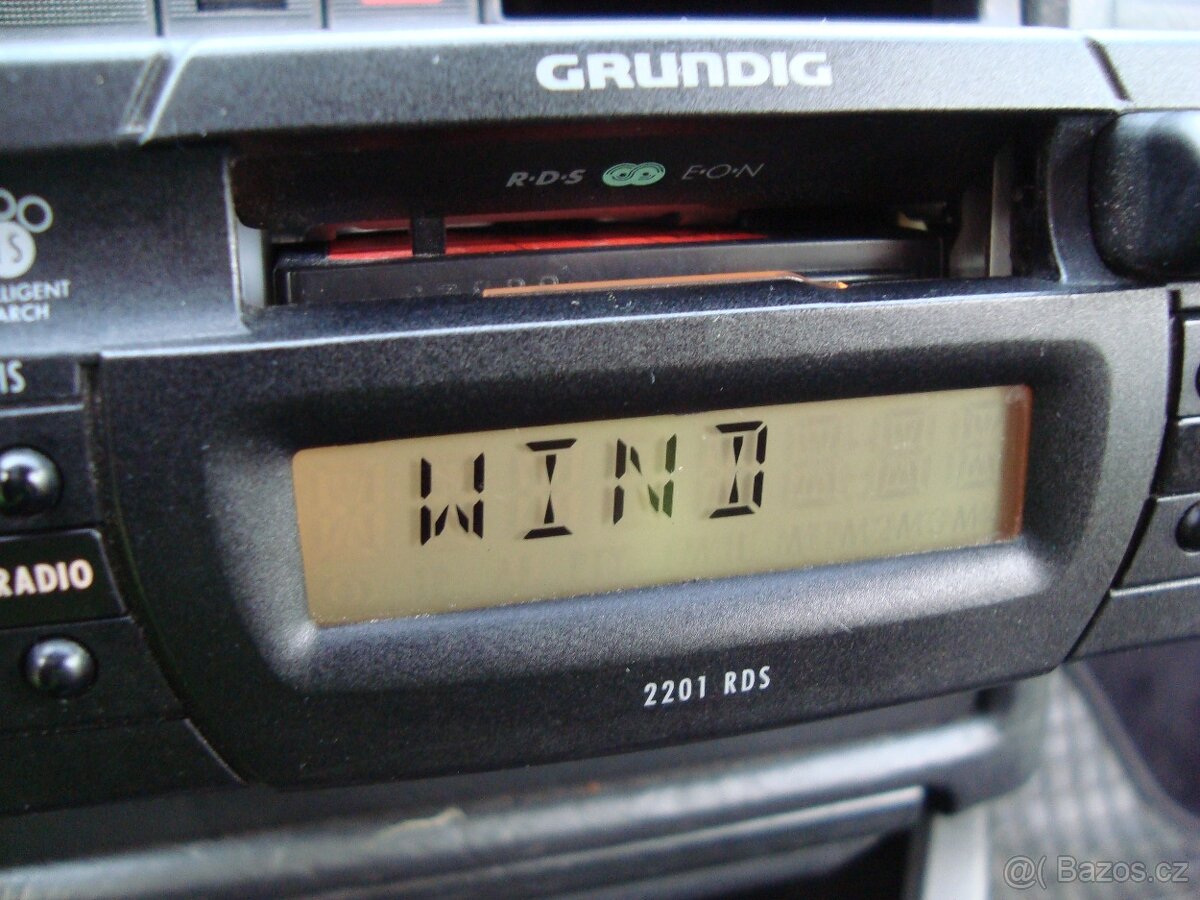 GRUNDIG
R·D·S E·O·N
WIND
RADIO
2201 RDS
@( Bazos.cz